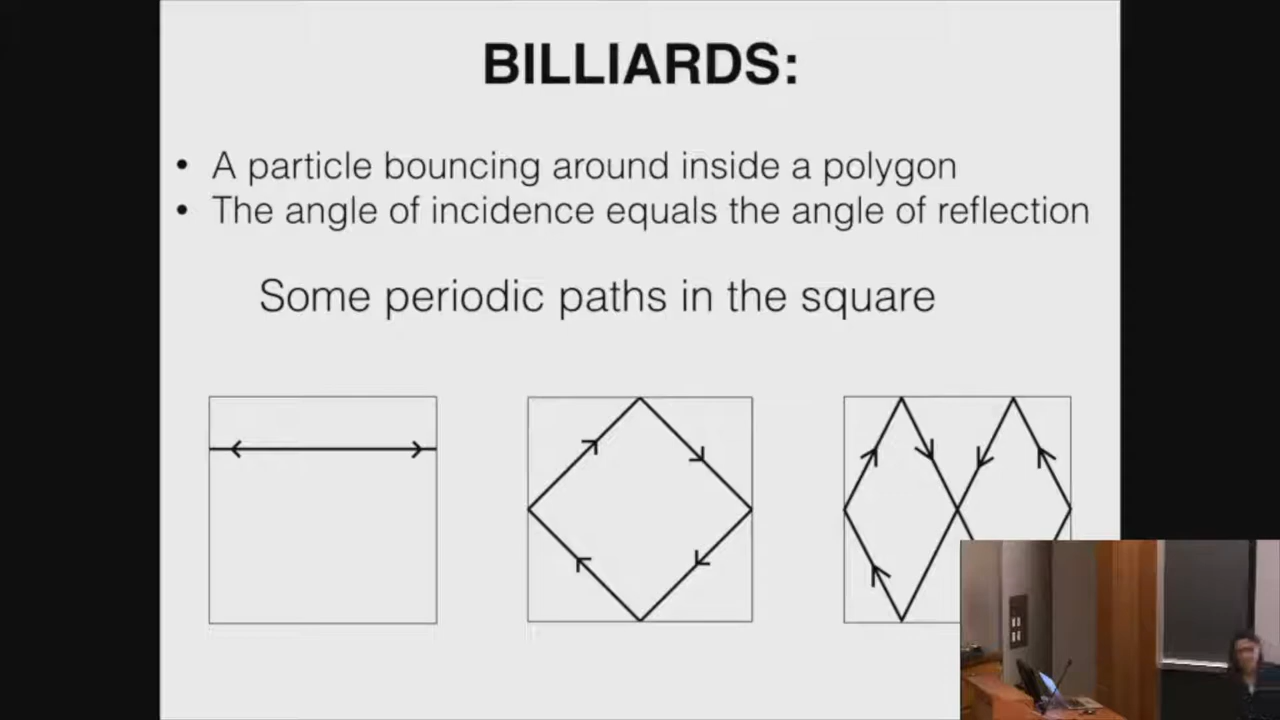 BILLIARDS:
• A particle bouncing around inside a polygon
• The angle of incidence equals the angle of reflection
Some periodic paths in the square